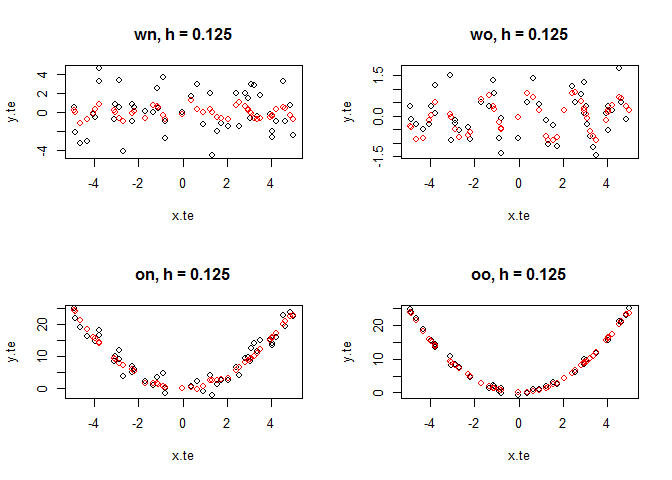 wn, h = 0.125
y.te
4
2
0
-4
-4 -2 0 2 4
x.te
wo, h = 0.125
y.te
1.5
0.0
-1.5
-4 -2 0 2 4
x.te
on, h = 0.125
y.te
20
10
0
-4 -2 0 2 4
x.te
oo, h = 0.125
y.te
20
10
0
-4 -2 0 2 4
x.te